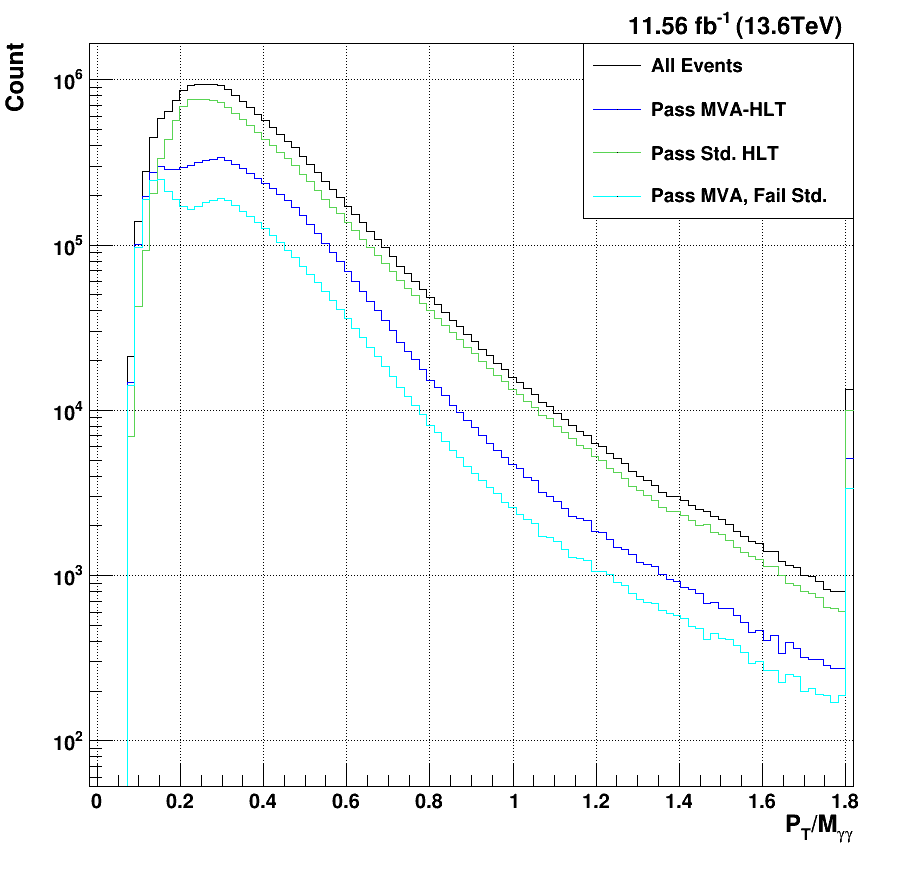 11.56 fb-1 (13.6TeV)
Count
All Events
Pass MVA-HLT
Pass Std. HLT
Pass MVA, Fail Std.
10^6
10^5
10^4
10^3
10^2
0 0.2 0.4 0.6 0.8 1 1.2 1.4 1.6 1.8
P_T/M_γγ